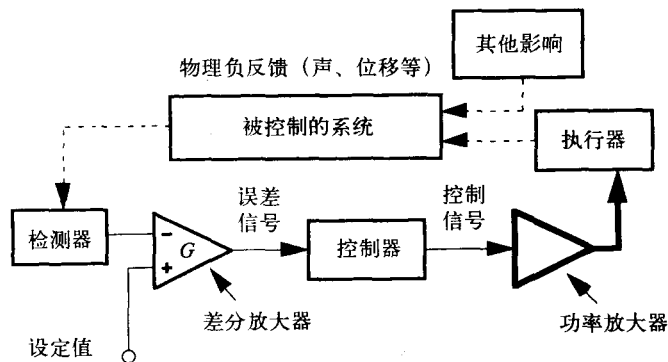 其他影响
物理负反馈（声、位移等）
被控制的系统
执行器
误差
信号
控制
信号
检测器
－
G
＋
控制器
差分放大器
功率放大器
设定值